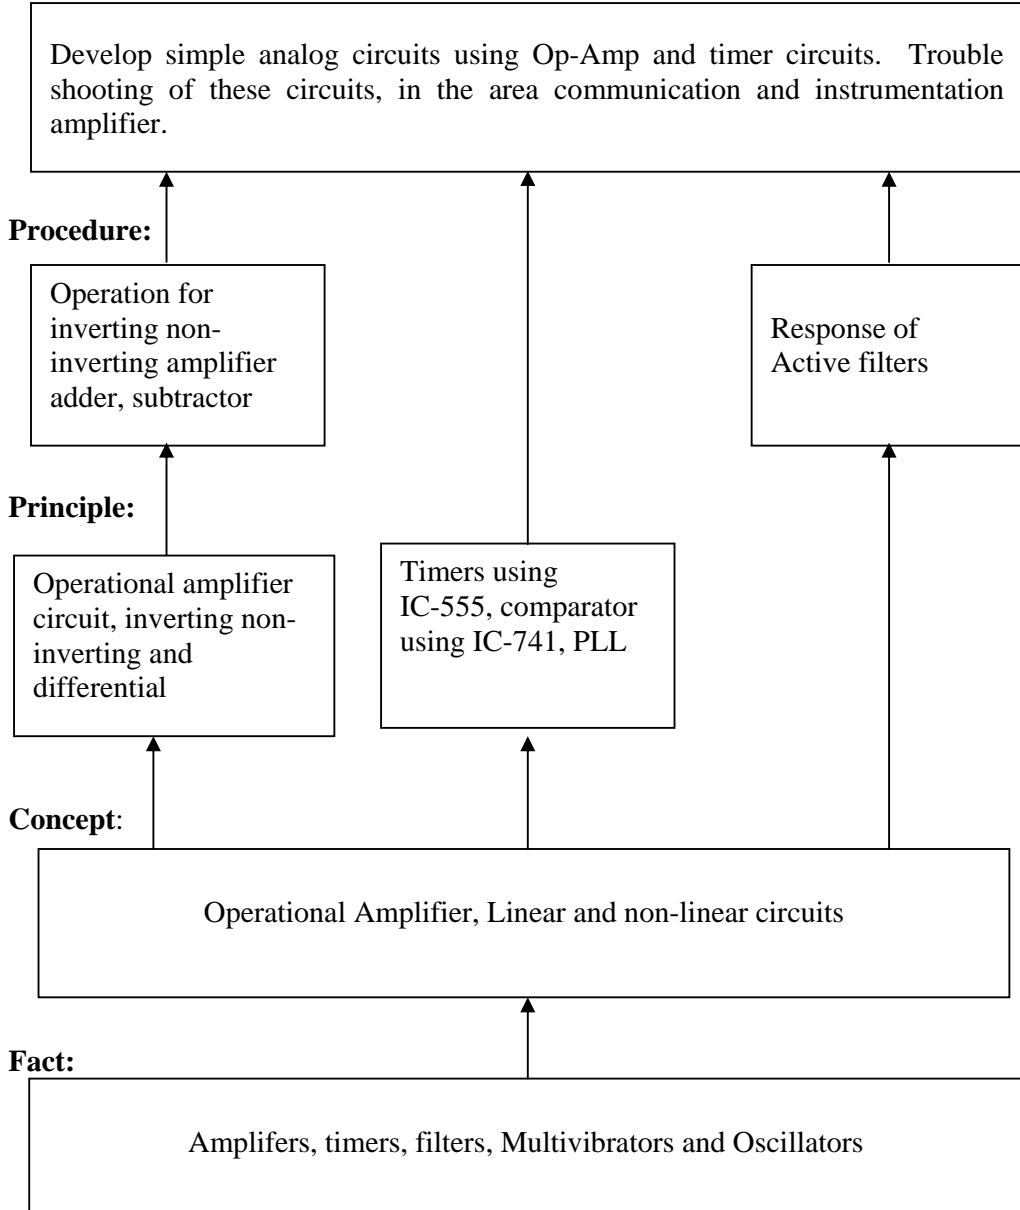 Develop simple analog circuits using Op-Amp and timer circuits. Trouble
shooting of these circuits, in the area communication and instrumentation
amplifier.
Procedure:
Operation for
inverting non-
inverting amplifier
adder, subtractor
Response of
Active filters
Principle:
Operational amplifier
circuit, inverting non-
inverting and
differential
Timers using
IC-555, comparator
using IC-741, PLL
Concept:
Operational Amplifier, Linear and non-linear circuits
Fact:
Amplifers, timers, filters, Multivibrators and Oscillators